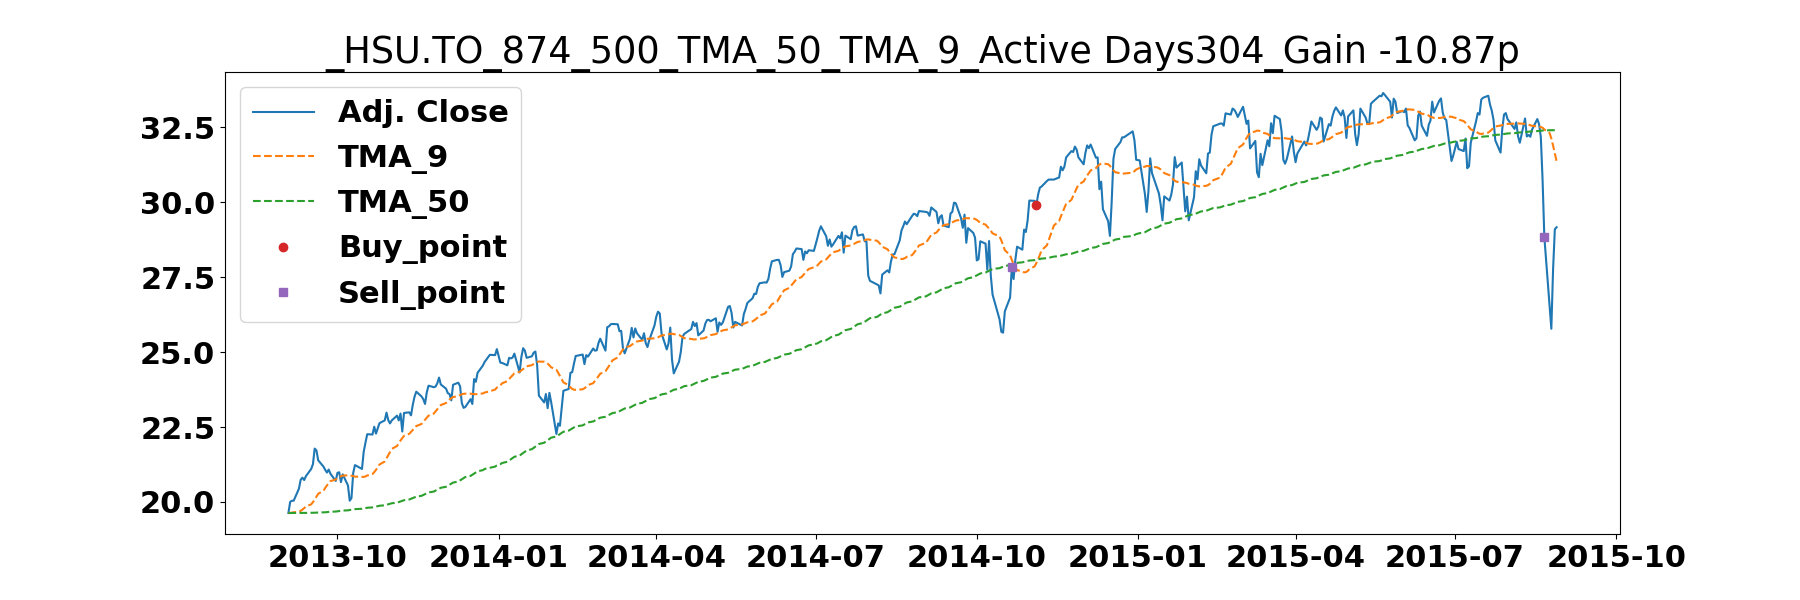 _HSU.TO_874_500_TMA_50_TMA_9_Active Days304_Gain -10.87p
Adj. Close
TMA_9
TMA_50
Buy_point
Sell_point
32.5
30.0
27.5
25.0
22.5
20.0
2013-10 2014-01 2014-04 2014-07 2014-10 2015-01 2015-04 2015-07 2015-10